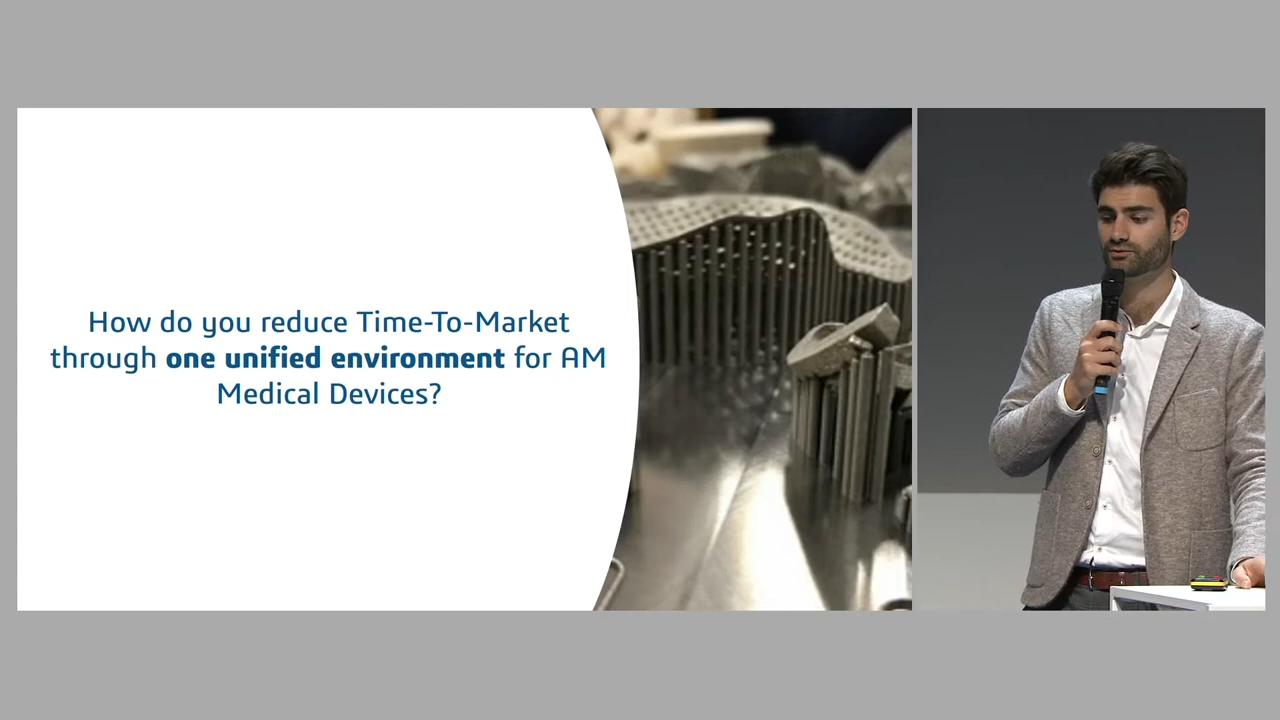 How do you reduce Time-To-Market
through one unified environment for AM
Medical Devices?